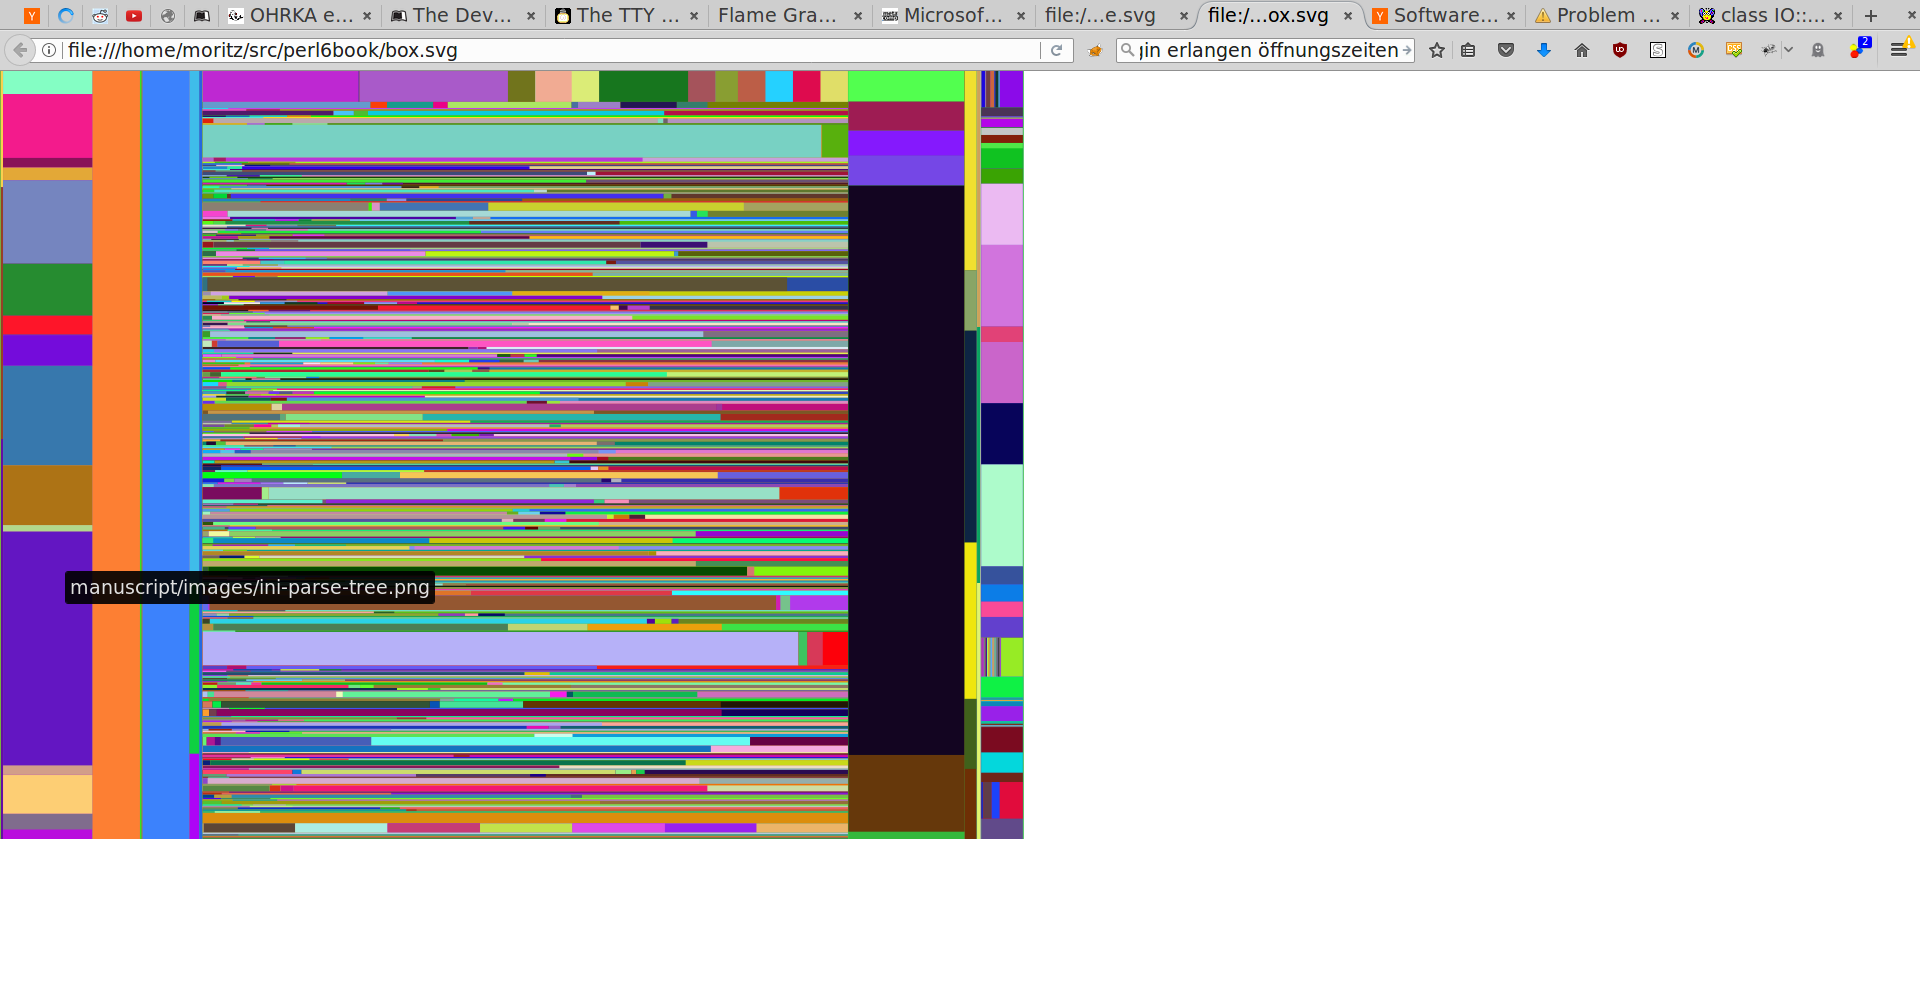 OHRKA e... The Dev... The TTY ... Flame Gra... Microsof... file:/...e.svg file:/...ox.svg Software... Problem ... class IO::...
file:///home/moritz/src/perl6book/box.svg jin erlangen öffnungszeiten 2
manuscript/images/ini-parse-tree.png